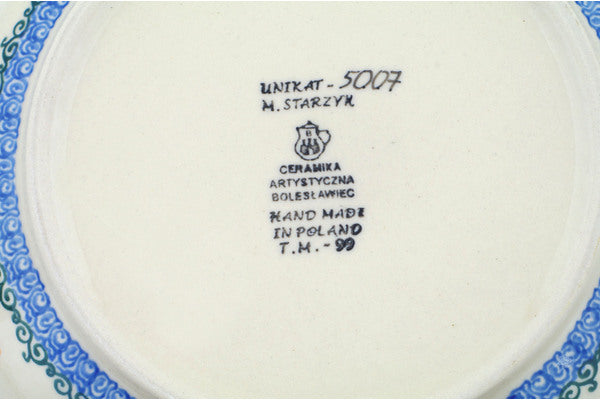 UNIKAT - 5007
M. STARZYK
B
CERAMIKA
ARTYSTYCZNA
BOLESŁAWIEC
HAND MADE
IN POLAND
T.M. - 99